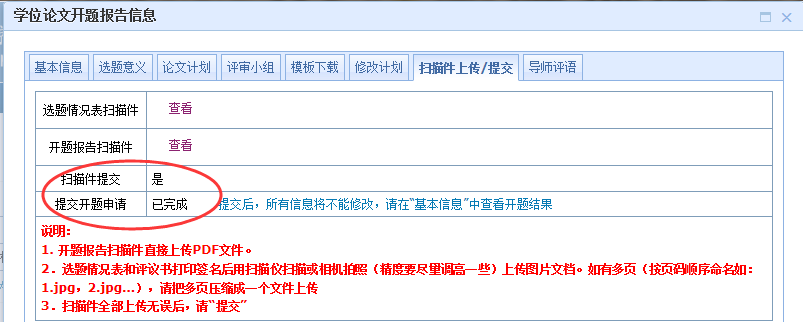 学位论文开题报告信息
基本信息 选题意义 论文计划 评审小组 模板下载 修改计划 扫描件上传/提交 导师评语
选题情况表扫描件 查看
开题报告扫描件 查看
扫描件提交 是
提交开题申请 已完成 提交后，所有信息将不能修改，请在“基本信息”中查看开题结果
说明:
1. 开题报告扫描件直接上传PDF文件。
2. 选题情况表和评议书打印签名后用扫描仪扫描或相机拍照（精度要尽量调高一些）上传图片文档。如有多页（按页码顺序命名如：
1.jpg, 2.jpg...），请把多页压缩成一个文件上传
3. 扫描件全部上传无误后，请“提交”